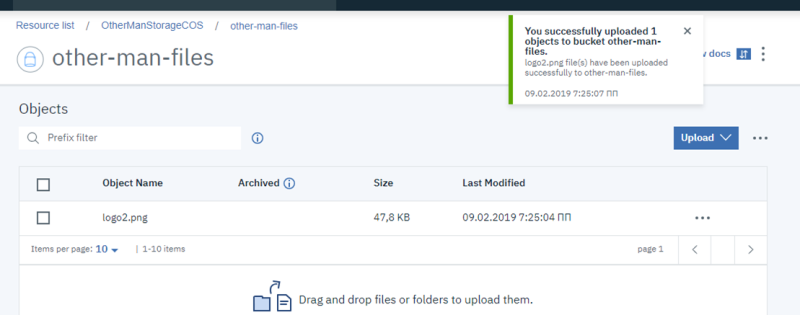 Resource list / OtherManStorageCOS / other-man-files
other-man-files
You successfully uploaded 1
objects to bucket other-man-
files.
logo2.png file(s) have been uploaded
successfully to other-man-files.
09.02.2019 7:25:07 ПП
docs
Objects
Prefix filter
Upload
Object Name Archived Size Last Modified
logo2.png 47,8 KB 09.02.2019 7:25:04 ПП
Items per page: 10 | 1-10 items page 1
Drag and drop files or folders to upload them.